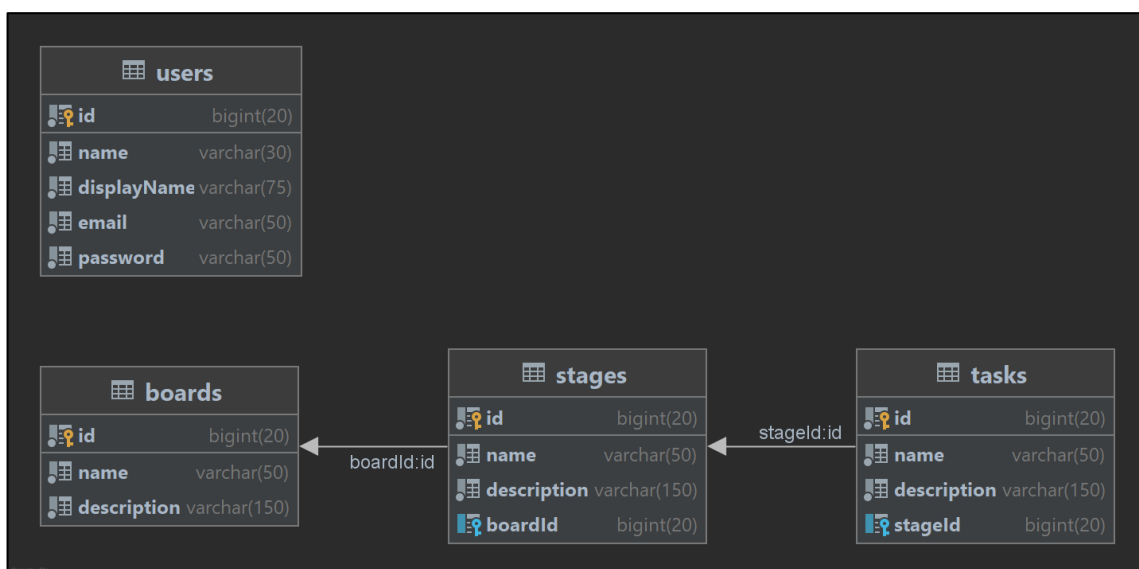 users
id bigint(20)
name varchar(30)
displayName varchar(75)
email varchar(50)
password varchar(50)
boards
id bigint(20)
name varchar(50)
description varchar(150)
boardId:id
stages
id bigint(20)
name varchar(50)
description varchar(150)
boardId bigint(20)
stageId:id
tasks
id bigint(20)
name varchar(50)
description varchar(150)
stageId bigint(20)